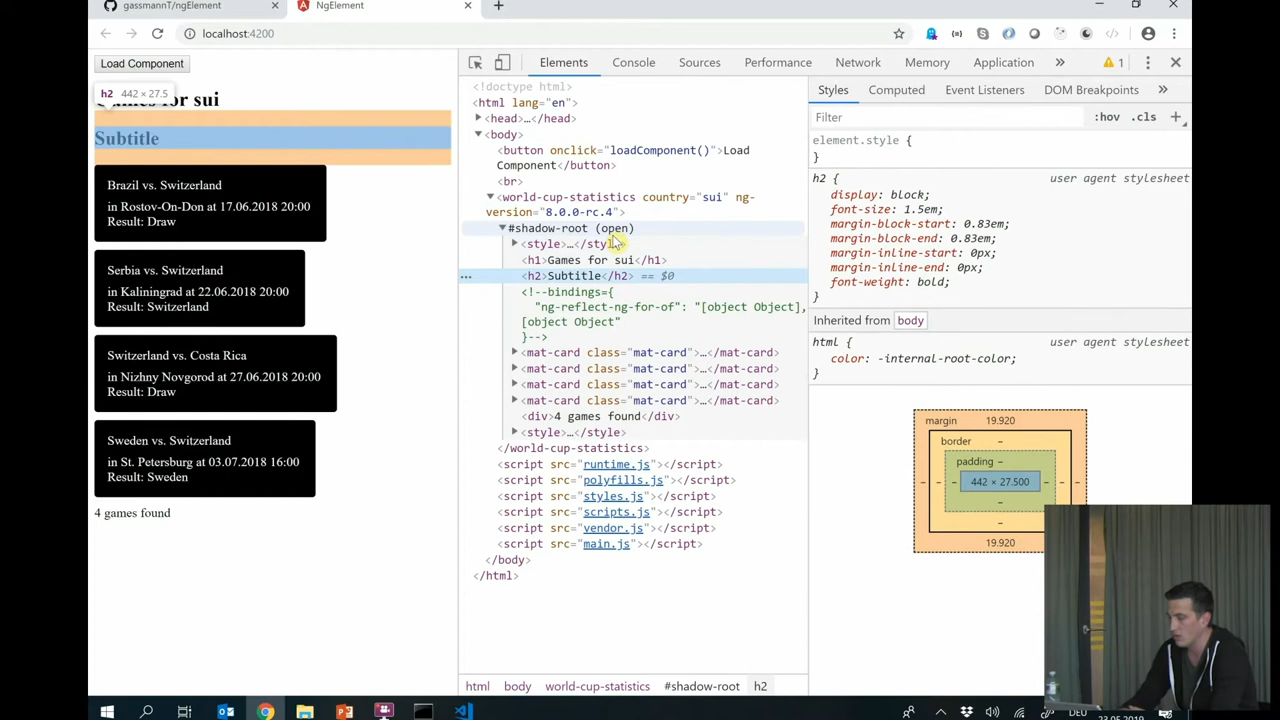 gassmannT/ngElement
NgElement
localhost:4200
Load Component
h2 442 × 27.5
Games for sui
Subtitle
Brazil vs. Switzerland
in Rostov-On-Don at 17.06.2018 20:00
Result: Draw
Serbia vs. Switzerland
in Kaliningrad at 22.06.2018 20:00
Result: Switzerland
Switzerland vs. Costa Rica
in Nizhny Novgorod at 27.06.2018 20:00
Result: Draw
Sweden vs. Switzerland
in St. Petersburg at 03.07.2018 16:00
Result: Sweden
4 games found
Elements Console Sources Performance Network Memory Application » 1
<!doctype html>
<html lang="en">
<head>…</head>
<body>
<button onclick="loadComponent()">Load
Component</button>
<br>
<world-cup-statistics country="sui" ng-
version="8.0.0-rc.4">
#shadow-root (open)
<style>…</style>
<h1>Games for sui</h1>
… <h2>Subtitle</h2> == $0
<!--bindings={
"ng-reflect-ng-for-of": "[object Object],
[object Object"
}-->
<mat-card class="mat-card">…</mat-card>
<mat-card class="mat-card">…</mat-card>
<mat-card class="mat-card">…</mat-card>
<mat-card class="mat-card">…</mat-card>
<div>4 games found</div>
<style>…</style>
</world-cup-statistics>
<script src="runtime.js"></script>
<script src="polyfills.js"></script>
<script src="styles.js"></script>
<script src="scripts.js"></script>
<script src="vendor.js"></script>
<script src="main.js"></script>
</body>
</html>
html body world-cup-statistics #shadow-root h2
Styles Computed Event Listeners DOM Breakpoints »
Filter :hov .cls +
element.style {
}
h2 { user agent stylesheet
display: block;
font-size: 1.5em;
margin-block-start: 0.83em;
margin-block-end: 0.83em;
margin-inline-start: 0px;
margin-inline-end: 0px;
font-weight: bold;
}
Inherited from body
html { user agent stylesheet
color: -internal-root-color;
}
margin 19.920
border –
padding –
– – – 442 × 27.500 – – –
–
–
19.920
DEU
23.05.2019